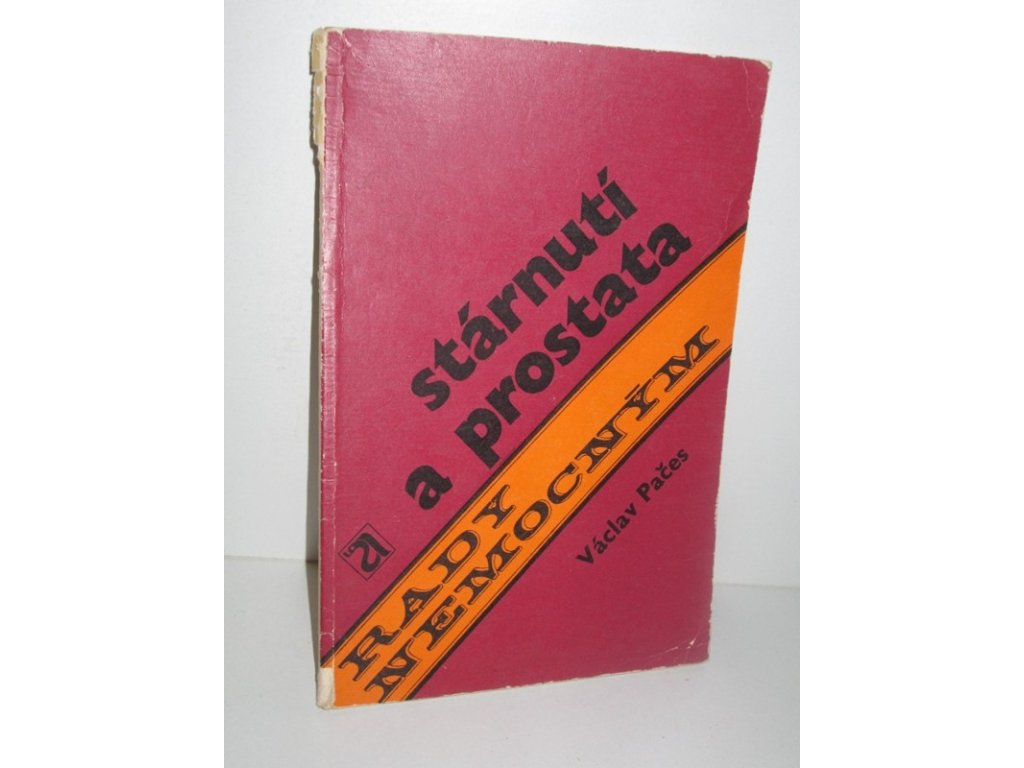 stárnutí
a prostata
RADY
NEMOCNÝM
Václav Pačes